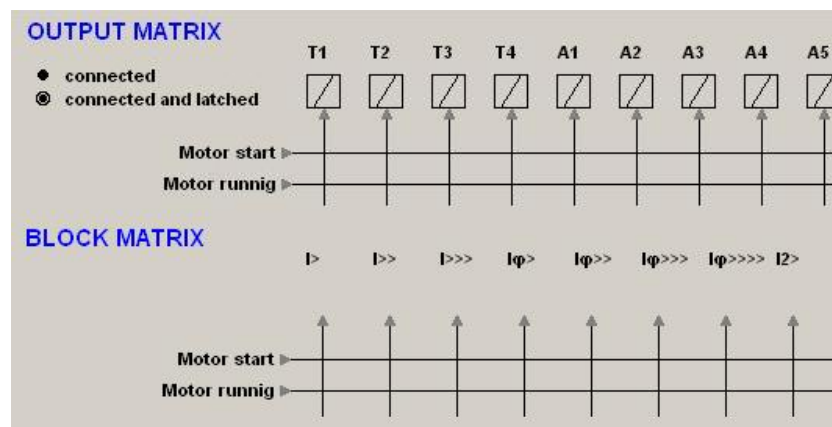 OUTPUT MATRIX
T1 T2 T3 T4 A1 A2 A3 A4 A5
connected
connected and latched
Motor start
Motor runnig
BLOCK MATRIX
I> I>> I>>> Iφ> Iφ>> Iφ>>> Iφ>>>> I2>
Motor start
Motor runnig